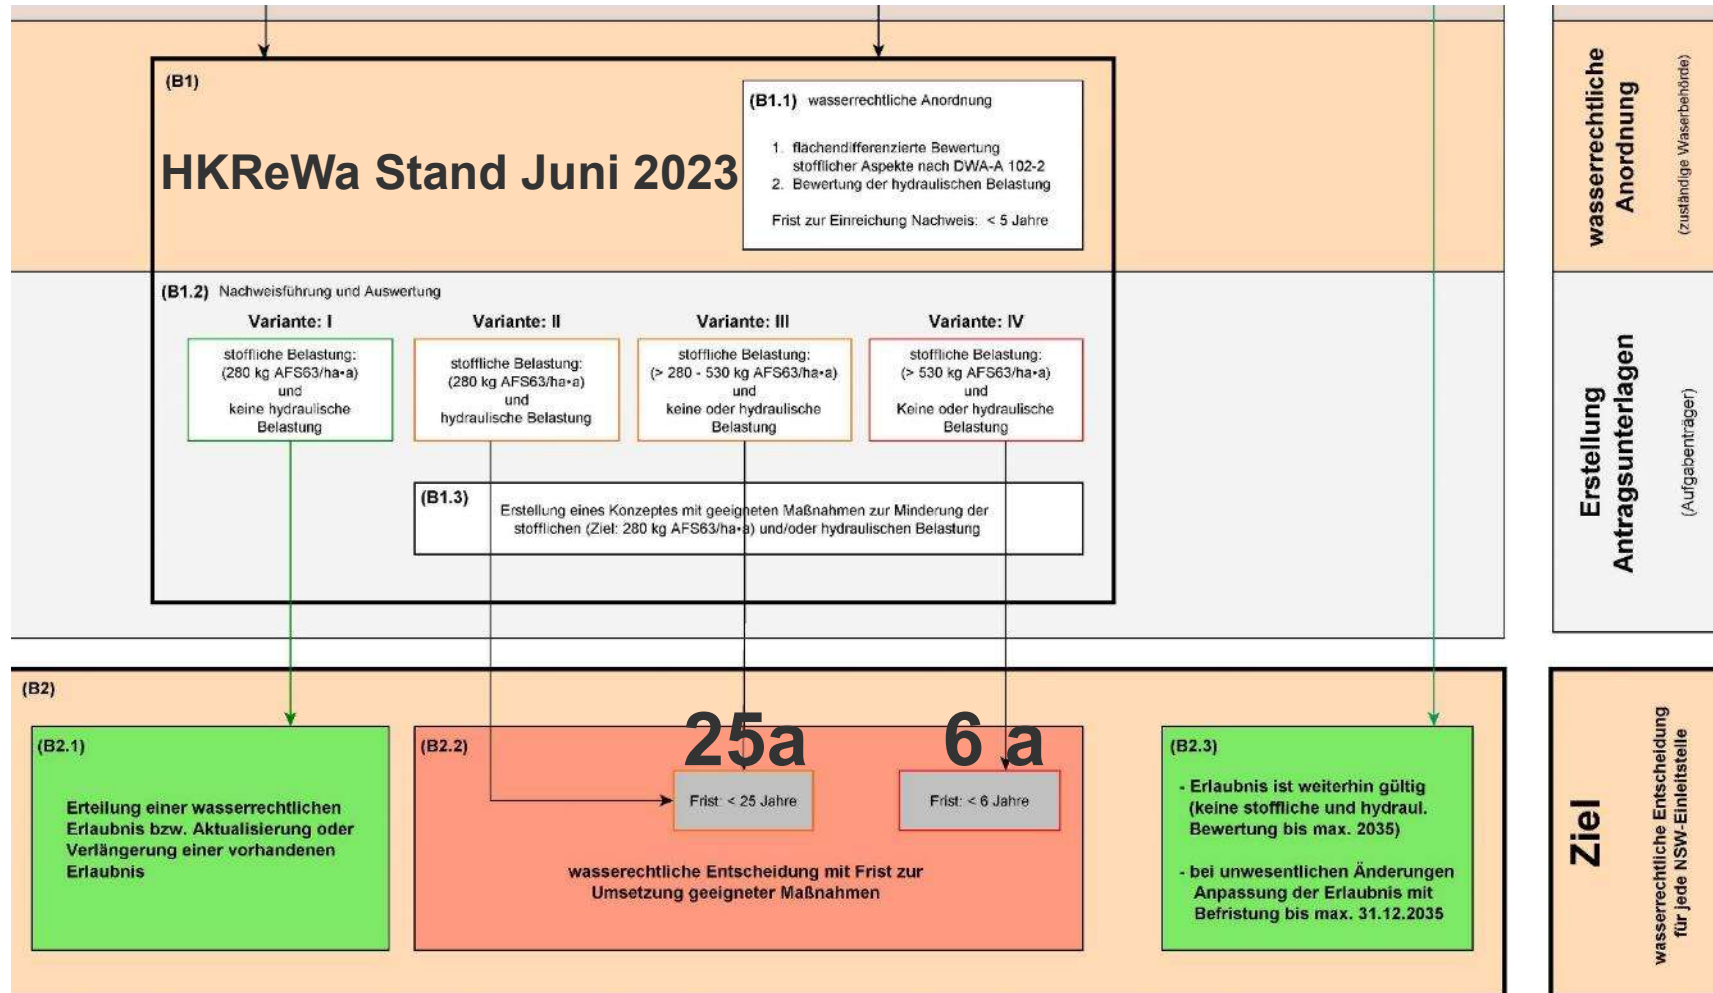 (B1)
HKReWa Stand Juni 2023
(B1.1) wasserrechtliche Anordnung
1. flächendifferenzierte Bewertung
stofflicher Aspekte nach DWA-A 102-2
2. Bewertung der hydraulischen Belastung
Frist zur Einreichung Nachweis: < 5 Jahre
wasserrechtliche
Anordnung
(zuständige Waserbehörde)
(B1.2) Nachweisführung und Auswertung
Variante: I
stoffliche Belastung:
(280 kg AFS63/ha•a)
und
keine hydraulische
Belastung
Variante: II
stoffliche Belastung:
(280 kg AFS63/ha•a)
und
hydraulische Belastung
Variante: III
stoffliche Belastung:
(> 280 - 530 kg AFS63/ha•a)
und
keine oder hydraulische
Belastung
Variante: IV
stoffliche Belastung:
(> 530 kg AFS63/ha•a)
und
Keine oder hydraulische
Belastung
(B1.3)
Erstellung eines Konzeptes mit geeigneten Maßnahmen zur Minderung der
stofflichen (Ziel: 280 kg AFS63/ha•a) und/oder hydraulischen Belastung
Erstellung
Antragsunterlagen
(Aufgabenträger)
(B2)
(B2.1)
Erteilung einer wasserrechtlichen
Erlaubnis bzw. Aktualisierung oder
Verlängerung einer vorhandenen
Erlaubnis
(B2.2)
25a
6 a
Frist: < 25 Jahre
Frist: < 6 Jahre
wasserechtliche Entscheidung mit Frist zur
Umsetzung geeigneter Maßnahmen
(B2.3)
- Erlaubnis ist weiterhin gültig
(keine stoffliche und hydraul.
Bewertung bis max. 2035)
- bei unwesentlichen Änderungen
Anpassung der Erlaubnis mit
Befristung bis max. 31.12.2035
Ziel
wasserrechtliche Entscheidung
für jede NSW-Einleitstelle